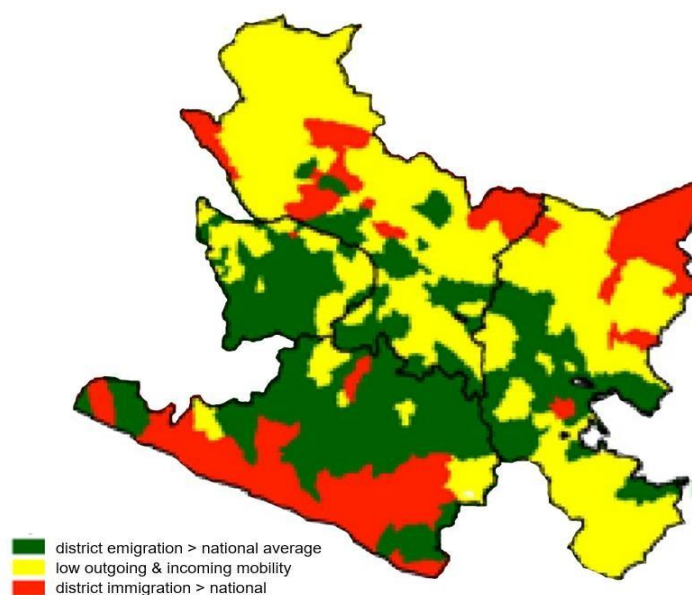 district emigration > national average
low outgoing & incoming mobility
district immigration > national